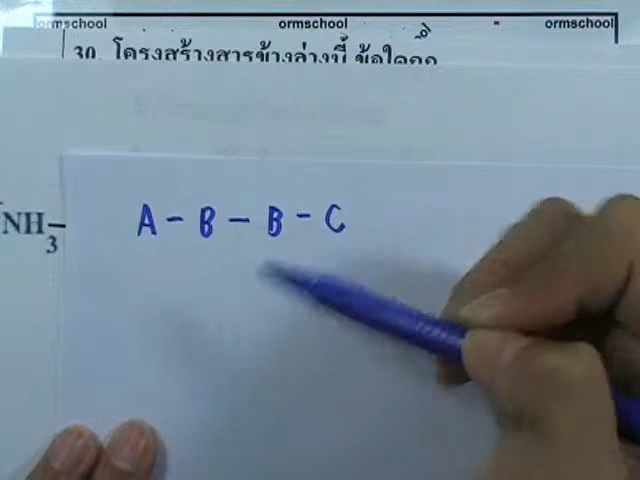 ormschool ormschool ormschool
30. โครงสร้างสารข้างล่างนี้ ข้อใดถูก
NH3-
A - B - B - C